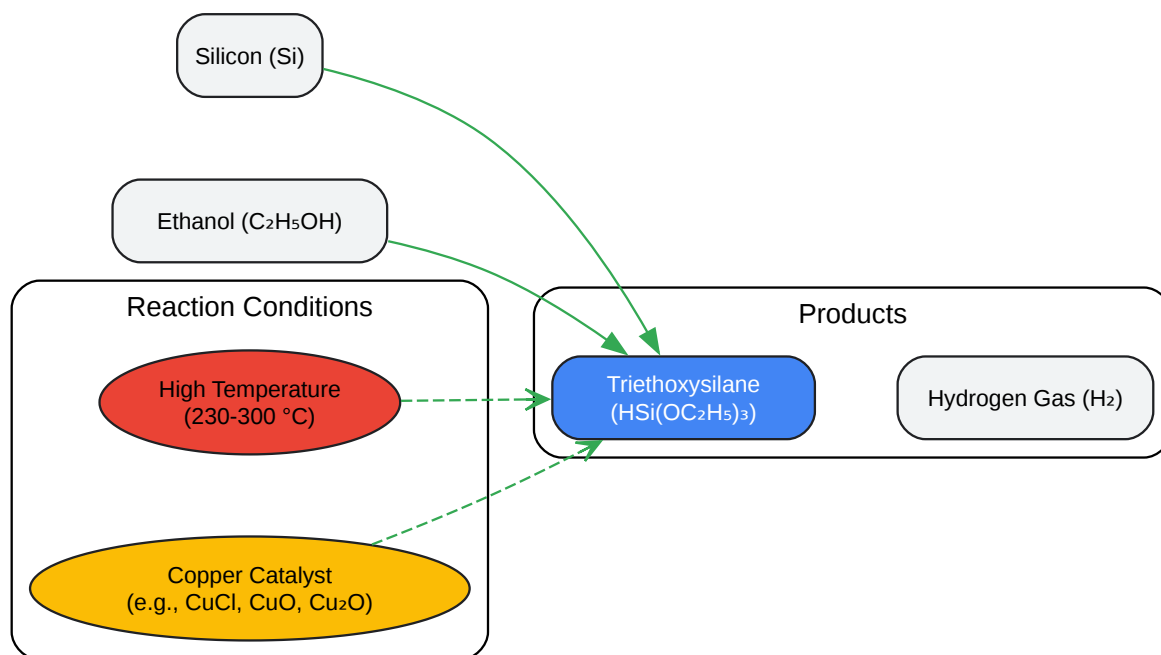 Silicon (Si)
Ethanol (C₂H₅OH)
Reaction Conditions
High Temperature
(230-300 °C)
Copper Catalyst
(e.g., CuCl, CuO, Cu₂O)
Products
Triethoxysilane
(HSi(OC₂H₅)₃)
Hydrogen Gas (H₂)